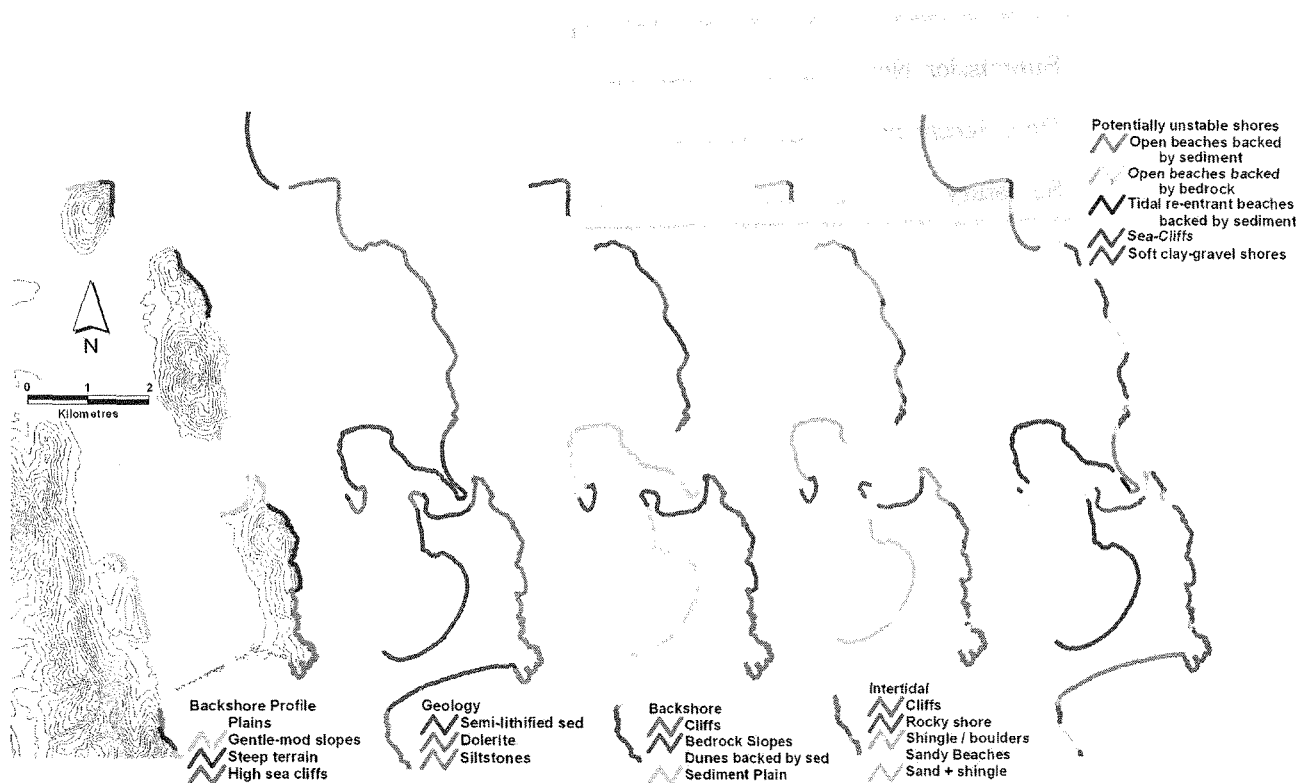 Potentially unstable shores
Open beaches backed
by sediment
Open beaches backed
by bedrock
Tidal re-entrant beaches
backed by sediment
Sea-Cliffs
Soft clay-gravel shores
N
0 1 2
Kilometres
Backshore Profile
Plains
Gentle-mod slopes
Steep terrain
High sea cliffs
Geology
Semi-lithified sed
Dolerite
Siltstones
Backshore
Cliffs
Bedrock Slopes
Dunes backed by sed
Sediment Plain
Intertidal
Cliffs
Rocky shore
Shingle / boulders
Sandy Beaches
Sand + shingle